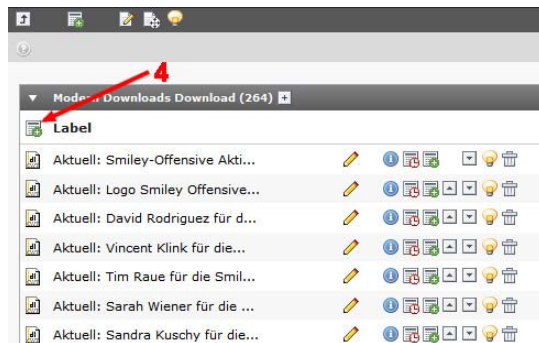 4
Modern Downloads Download (264)
Label
Aktuell: Smiley-Offensive Akti...
Aktuell: Logo Smiley Offensive...
Aktuell: David Rodriguez für d...
Aktuell: Vincent Klink für die...
Aktuell: Tim Raue für die Smil...
Aktuell: Sarah Wiener für die ...
Aktuell: Sandra Kuschy für die...